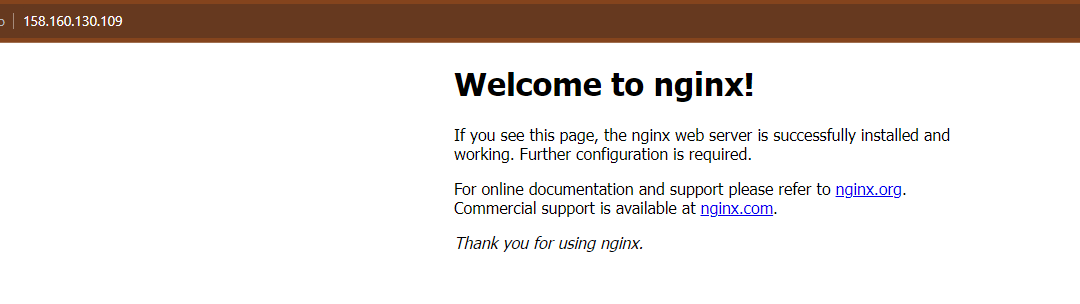 158.160.130.109
Welcome to nginx!
If you see this page, the nginx web server is successfully installed and
working. Further configuration is required.
For online documentation and support please refer to nginx.org.
Commercial support is available at nginx.com.
Thank you for using nginx.